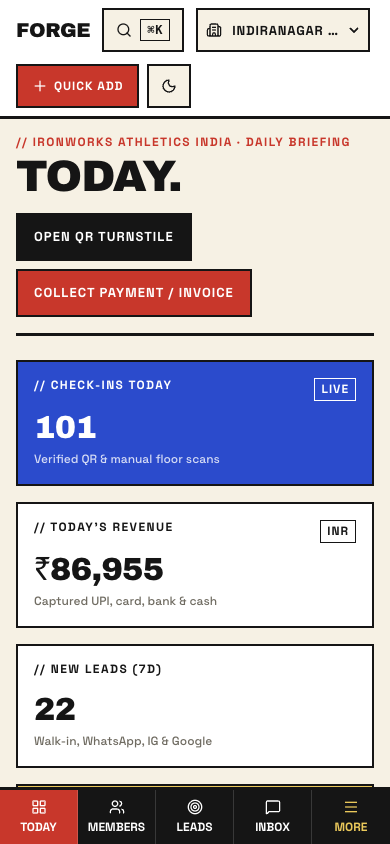 FORGE
⌘K
INDIRANAGAR ...
QUICK ADD
// IRONWORKS ATHLETICS INDIA · DAILY BRIEFING
TODAY.
OPEN QR TURNSTILE
COLLECT PAYMENT / INVOICE
// CHECK-INS TODAY
LIVE
101
Verified QR & manual floor scans
// TODAY'S REVENUE
INR
₹86,955
Captured UPI, card, bank & cash
// NEW LEADS (7D)
22
Walk-in, WhatsApp, IG & Google
TODAY
MEMBERS
LEADS
INBOX
MORE